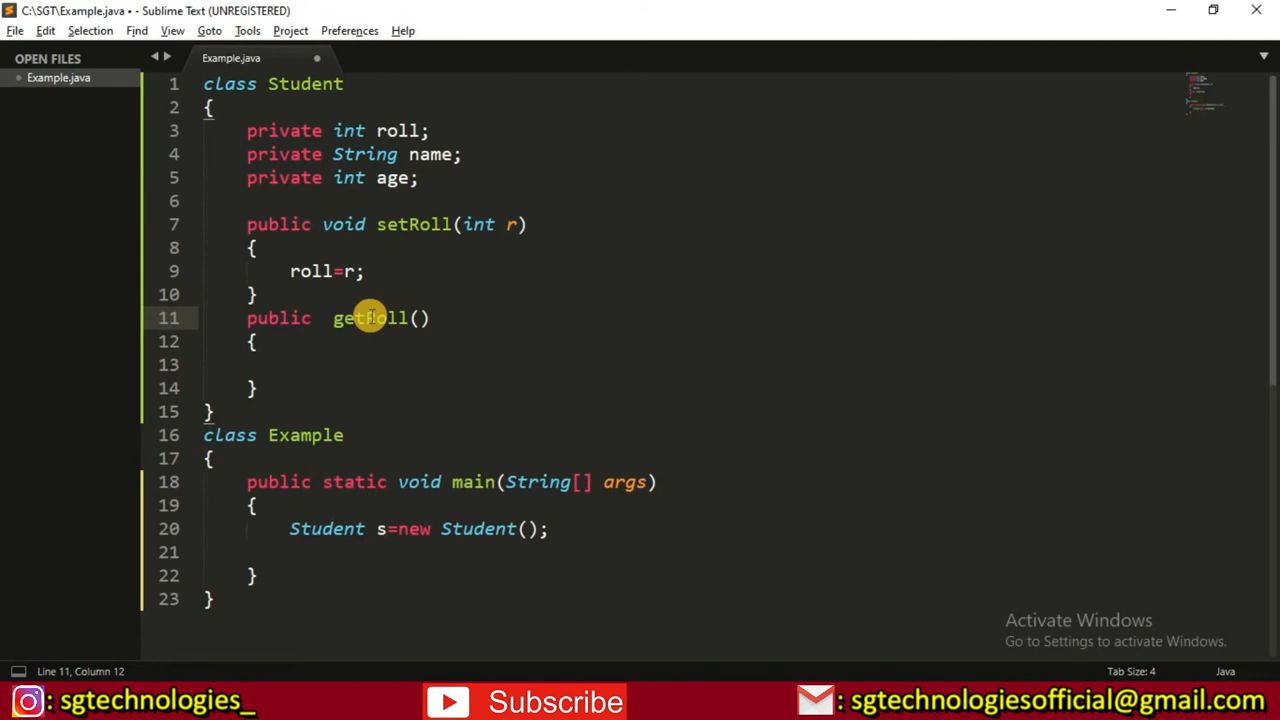 C:\SGT\Example.java • - Sublime Text (UNREGISTERED)
File Edit Selection Find View Goto Tools Project Preferences Help
OPEN FILES
Example.java
Example.java
1 class Student
2 {
3 private int roll;
4 private String name;
5 private int age;
6
7 public void setRoll(int r)
8 {
9 roll=r;
10 }
11 public  getRoll()
12 {
13
14 }
15 }
16 class Example
17 {
18 public static void main(String[] args)
19 {
20 Student s=new Student();
21
22 }
23 }
Activate Windows
Go to Settings to activate Windows.
Line 11, Column 12
Tab Size: 4
Java
: sgtechnologies_
Subscribe
: sgtechnologiesofficial@gmail.com